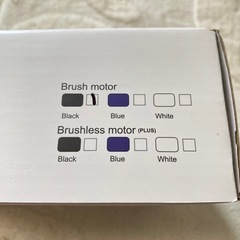 Brush motor
Black Blue White
Brushless motor (PLUS)
Black Blue White